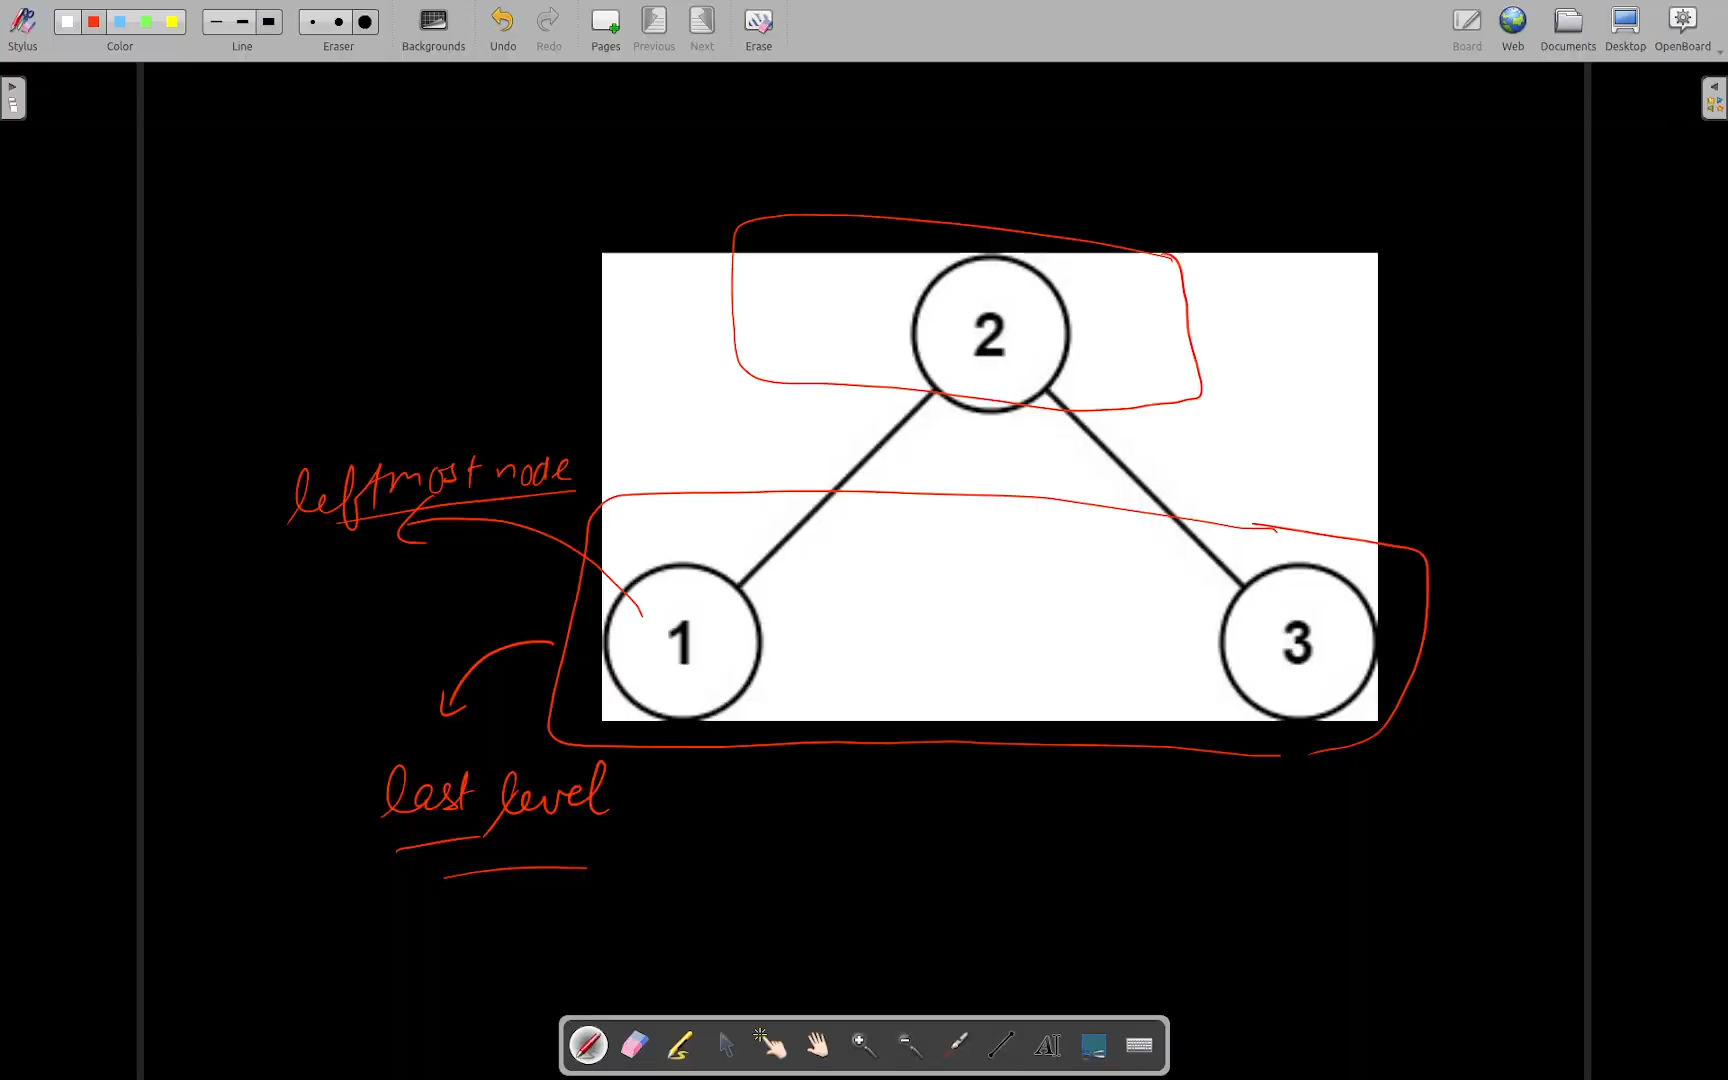 Stylus
Color
Line
Eraser
Backgrounds
Undo
Redo
Pages
Previous
Next
Erase
Board
Web
Documents
Desktop
OpenBoard
2
leftmost node
1
3
last level
AI